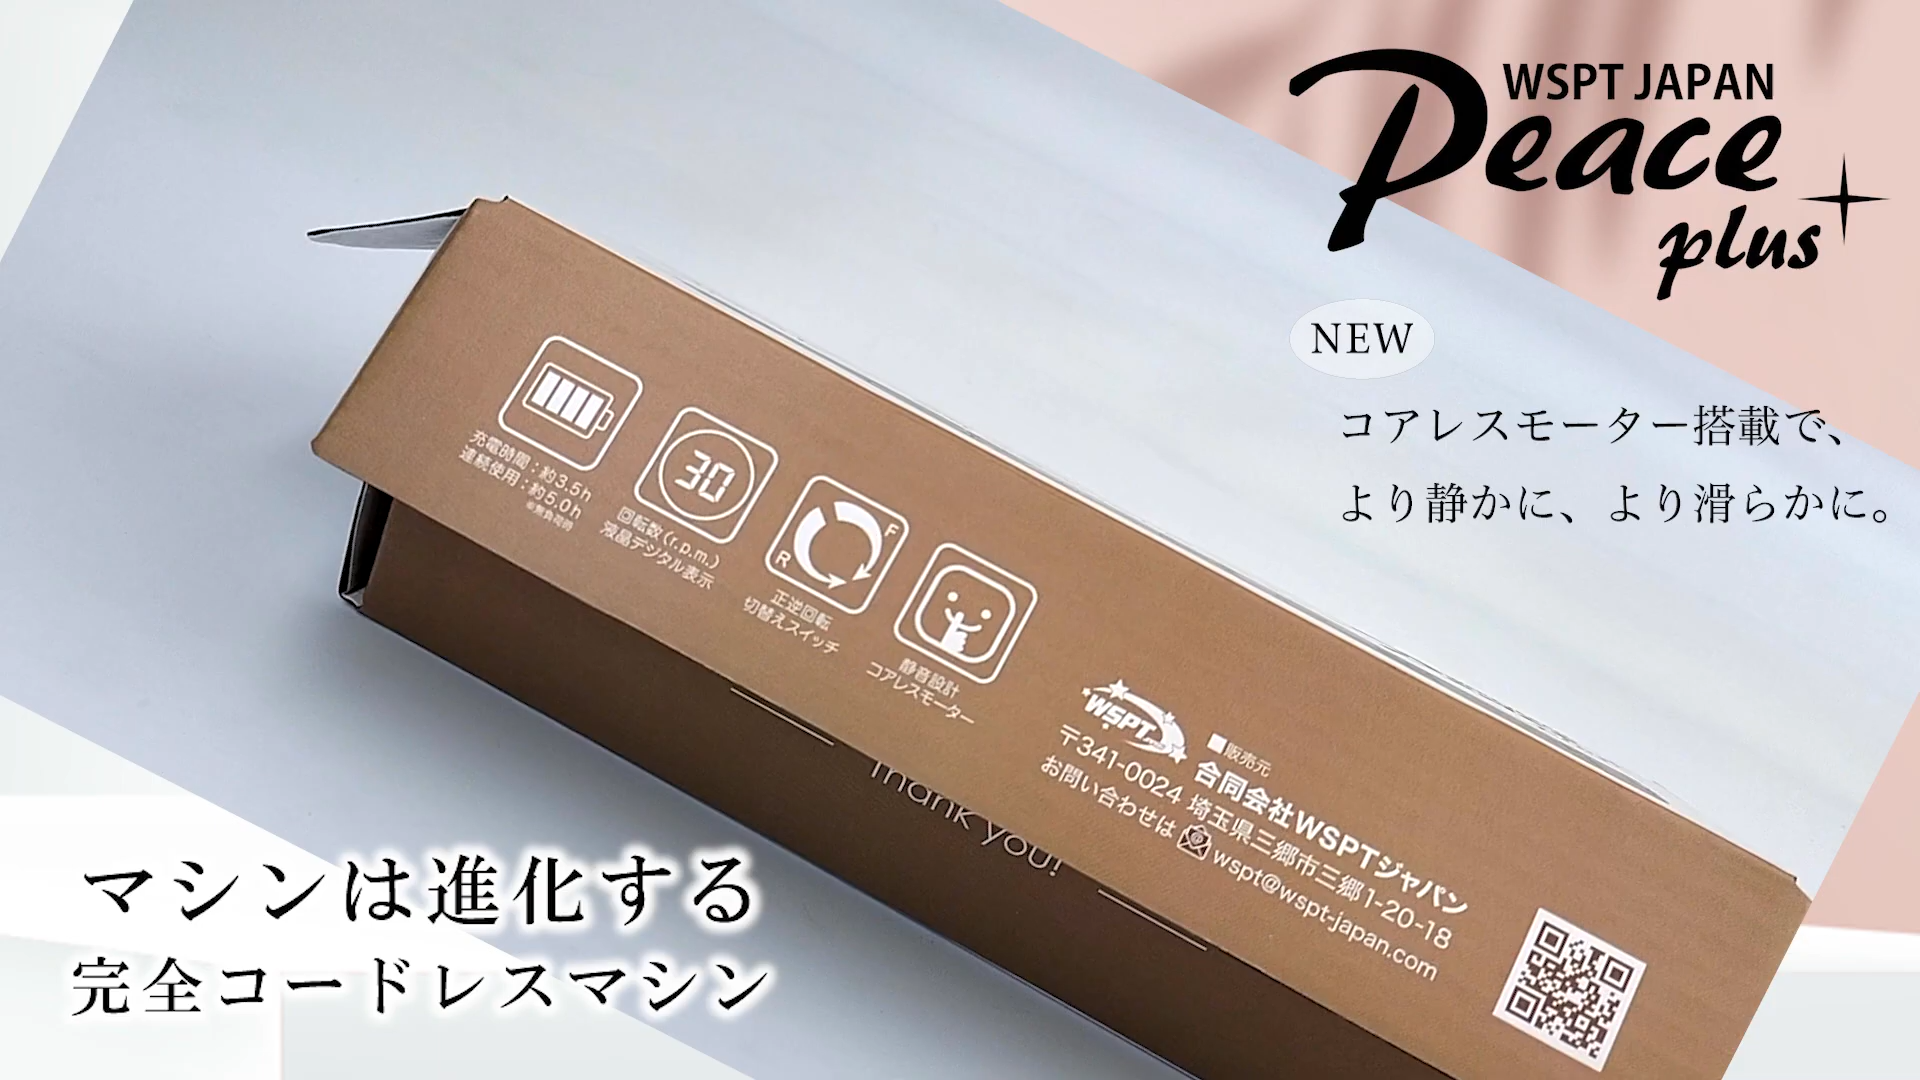 WSPT JAPAN
Peace
plus
NEW
コアレスモーター搭載で、
より静かに、より滑らかに。
充電時間：約3.5h
連続使用：約5.0h
※無負荷時
30
回転数(r.p.m.)
液晶デジタル表示
F
R
正逆回転
切替えスイッチ
静音設計
コアレスモーター
WSPT
■販売元
合同会社WSPTジャパン
〒341-0024 埼玉県三郷市三郷1-20-18
お問い合わせは wspt@wspt-japan.com
Thank you!
マシンは進化する
完全コードレスマシン